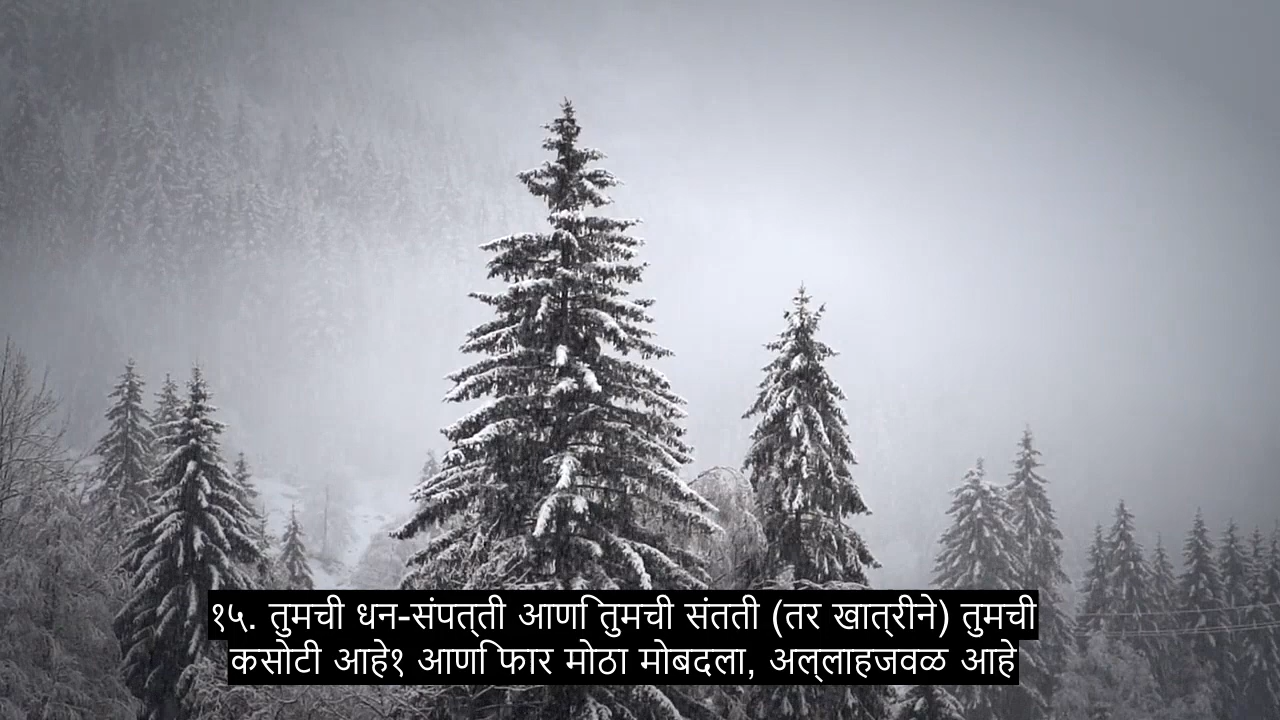 १५. तुमची धन-संपत्ती आणि तुमची संतती (तर खात्रीने) तुमची
कसोटी आहे१ आणि फार मोठा मोबदला, अल्लाहजवळ आहे